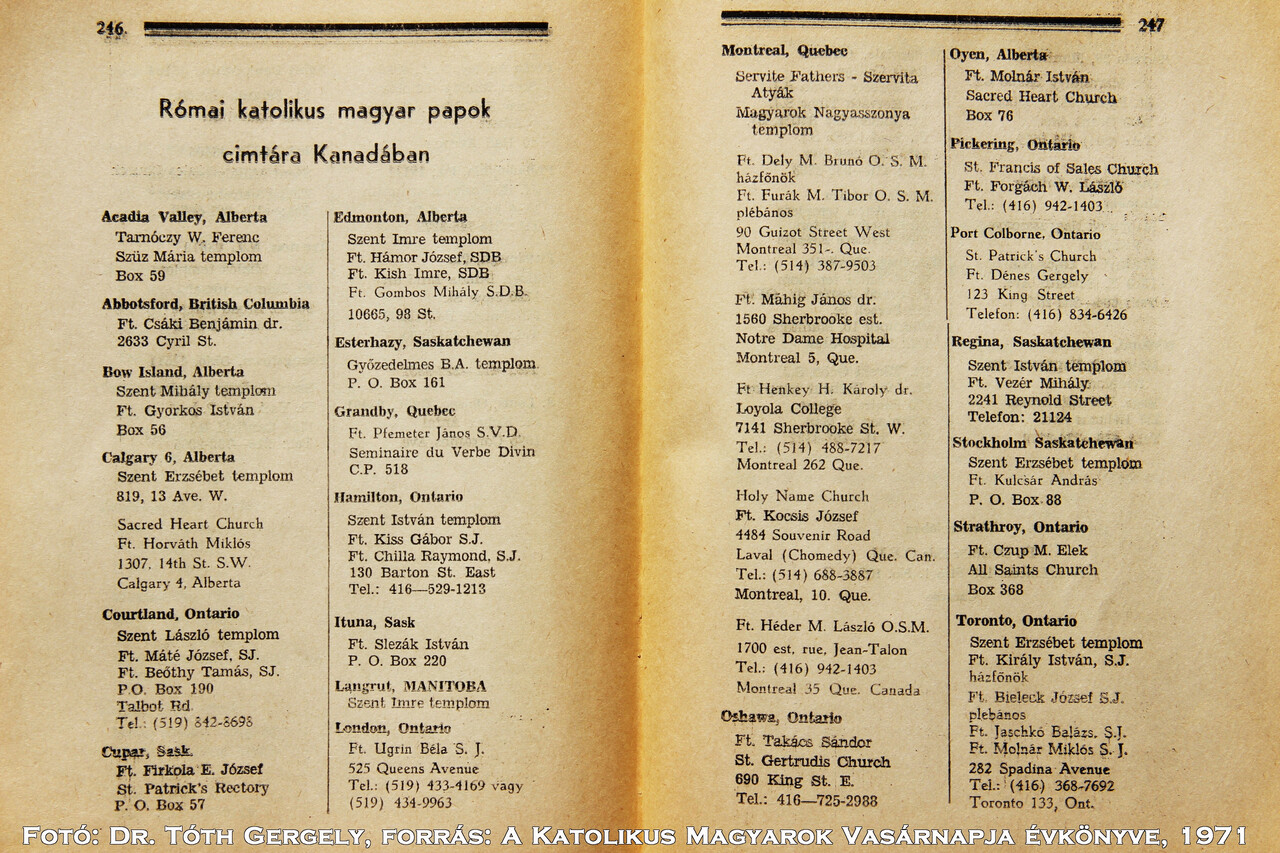 246.
Római katolikus magyar papok
cimtára Kanadában
Acadia Valley, Alberta
Tarnóczy W. Ferenc
Szűz Mária templom
Box 59
Abbotsford, British Columbia
Ft. Csáki Benjámin dr.
2633 Cyril St.
Bow Island, Alberta
Szent Mihály templom
Ft. Gyorkos István
Box 56
Calgary 6, Alberta
Szent Erzsébet templom
819, 13 Ave. W.
Sacred Heart Church
Ft. Horváth Miklós
1307. 14th St. S.W.
Calgary 4, Alberta
Courtland, Ontario
Szent László templom
Ft. Máté József, SJ.
Ft. Beőthy Tamás, SJ.
P.O. Box 190
Talbot Rd.
Tel.: (519) 842-8698
Cupar, Sask.
Ft. Firkola E. József
St. Patrick's Rectory
P. O. Box 57
Edmonton, Alberta
Szent Imre templom
Ft. Hámor József, SDB
Ft. Kish Imre, SDB
Ft. Gombos Mihály S.D.B.
10665, 98 St.
Esterhazy, Saskatchewan
Győzedelmes B.A. templom
P. O. Box 161
Grandby, Quebec
Ft. Pfemeter János S.V.D.
Seminaire du Verbe Divin
C.P. 518
Hamilton, Ontario
Szent István templom
Ft. Kiss Gábor S.J.
Ft. Chilla Raymond, S.J.
130 Barton St. East
Tel.: 416—529-1213
Ituna, Sask
Ft. Slezák István
P. O. Box 220
Langrut, MANITOBA
Szent Imre templom
London, Ontario
Ft. Ugrin Béla S. J.
525 Queens Avenue
Tel.: (519) 433-4169 vagy
(519) 434-9963
247
Montreal, Quebec
Servite Fathers - Szervita
Atyák
Magyarok Nagyasszonya
templom
Ft. Dely M. Brunó O. S. M.
házfőnök
Ft. Furák M. Tibor O. S. M.
plébános
90 Guizot Street West
Montreal 351-. Que.
Tel.: (514) 387-9503
Ft. Mahig János dr.
1560 Sherbrooke est.
Notre Dame Hospital
Montreal 5, Que.
Ft Henkey H. Károly dr.
Loyola College
7141 Sherbrooke St. W.
Tel.: (514) 488-7217
Montreal 262 Que.
Holy Name Church
Ft. Kocsis József
4484 Souvenir Road
Laval (Chomedy) Que. Can.
Tel.: (514) 688-3887
Montreal, 10. Que.
Ft. Héder M. László O.S.M.
1700 est, rue, Jean-Talon
Tel.: (416) 942-1403
Montreal 35 Que. Canada
Oshawa, Ontario
Ft. Takács Sándor
St. Gertrudis Church
690 King St. E.
Tel.: 416—725-2988
Oyen, Alberta
Ft. Molnár István
Sacred Heart Church
Box 76
Pickering, Ontario
St. Francis of Sales Church
Ft. Forgách W. László
Tel.: (416) 942-1403
Port Colborne, Ontario
St. Patrick's Church
Ft. Dénes Gergely
123 King Street
Telefon: (416) 834-6426
Regina, Saskatchewan
Szent István templom
Ft. Vezér Mihály
2241 Reynold Street
Telefon: 21124
Stockholm Saskatchewan
Szent Erzsébet templom
Ft. Kulcsár András
P. O. Box 88
Strathroy, Ontario
Ft. Czup M. Elek
All Saints Church
Box 368
Toronto, Ontario
Szent Erzsébet templom
Ft. Király István, S.J.
házfőnök
Ft. Bieleck József S.J.
plebános
Ft. Jaschkó Balázs, S.J.
Ft. Molnár Miklós S. J.
282 Spadina Avenue
Tel.: (416) 368-7692
Toronto 133, Ont.
Fotó: Dr. Tóth Gergely, forrás: A Katolikus Magyarok Vasárnapja évkönyve, 1971